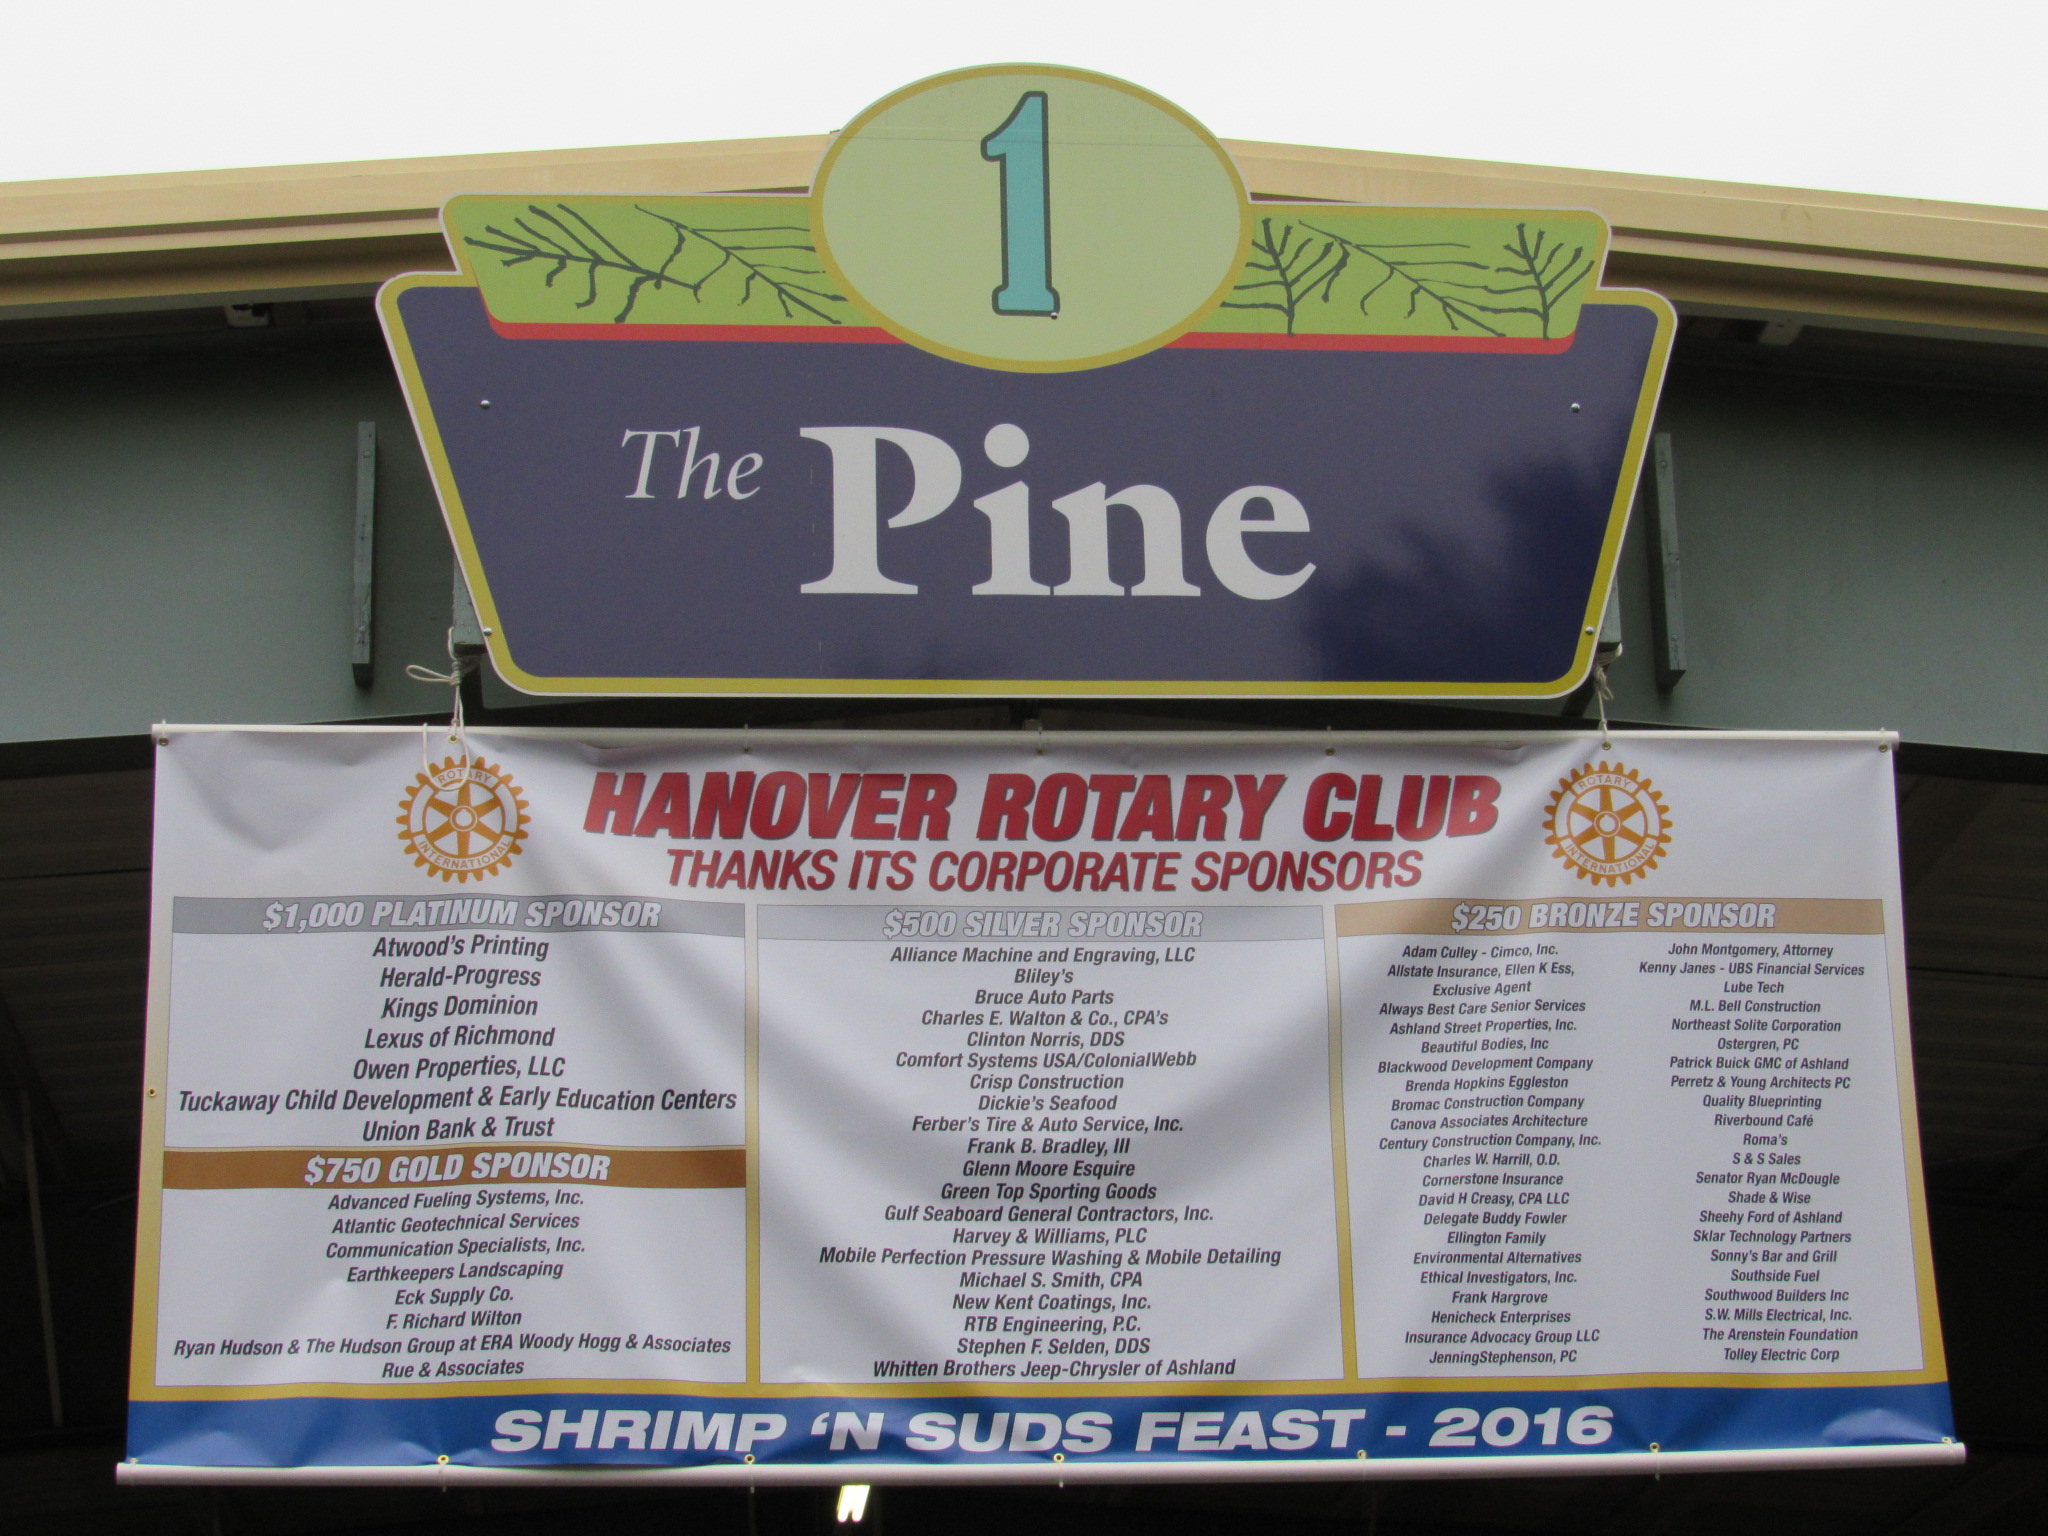 1
The Pine
ROTARY
INTERNATIONAL
HANOVER ROTARY CLUB
THANKS ITS CORPORATE SPONSORS
ROTARY
INTERNATIONAL
$1,000 PLATINUM SPONSOR
Atwood's Printing
Herald-Progress
Kings Dominion
Lexus of Richmond
Owen Properties, LLC
Tuckaway Child Development & Early Education Centers
Union Bank & Trust
$750 GOLD SPONSOR
Advanced Fueling Systems, Inc.
Atlantic Geotechnical Services
Communication Specialists, Inc.
Earthkeepers Landscaping
Eck Supply Co.
F. Richard Wilton
Ryan Hudson & The Hudson Group at ERA Woody Hogg & Associates
Rue & Associates
$500 SILVER SPONSOR
Alliance Machine and Engraving, LLC
Bliley's
Bruce Auto Parts
Charles E. Walton & Co., CPA's
Clinton Norris, DDS
Comfort Systems USA/ColonialWebb
Crisp Construction
Dickie's Seafood
Ferber's Tire & Auto Service, Inc.
Frank B. Bradley, III
Glenn Moore Esquire
Green Top Sporting Goods
Gulf Seaboard General Contractors, Inc.
Harvey & Williams, PLC
Mobile Perfection Pressure Washing & Mobile Detailing
Michael S. Smith, CPA
New Kent Coatings, Inc.
RTB Engineering, P.C.
Stephen F. Selden, DDS
Whitten Brothers Jeep-Chrysler of Ashland
$250 BRONZE SPONSOR
Adam Culley - Cimco, Inc.
Allstate Insurance, Ellen K Ess,
Exclusive Agent
Always Best Care Senior Services
Ashland Street Properties, Inc.
Beautiful Bodies, Inc
Blackwood Development Company
Brenda Hopkins Eggleston
Bromac Construction Company
Canova Associates Architecture
Century Construction Company, Inc.
Charles W. Harrill, O.D.
Cornerstone Insurance
David H Creasy, CPA LLC
Delegate Buddy Fowler
Ellington Family
Environmental Alternatives
Ethical Investigators, Inc.
Frank Hargrove
Henicheck Enterprises
Insurance Advocacy Group LLC
JenningStephenson, PC
John Montgomery, Attorney
Kenny Janes - UBS Financial Services
Lube Tech
M.L. Bell Construction
Northeast Solite Corporation
Ostergren, PC
Patrick Buick GMC of Ashland
Perretz & Young Architects PC
Quality Blueprinting
Riverbound Café
Roma's
S & S Sales
Senator Ryan McDougle
Shade & Wise
Sheehy Ford of Ashland
Sklar Technology Partners
Sonny's Bar and Grill
Southside Fuel
Southwood Builders Inc
S.W. Mills Electrical, Inc.
The Arenstein Foundation
Tolley Electric Corp
SHRIMP 'N SUDS FEAST - 2016